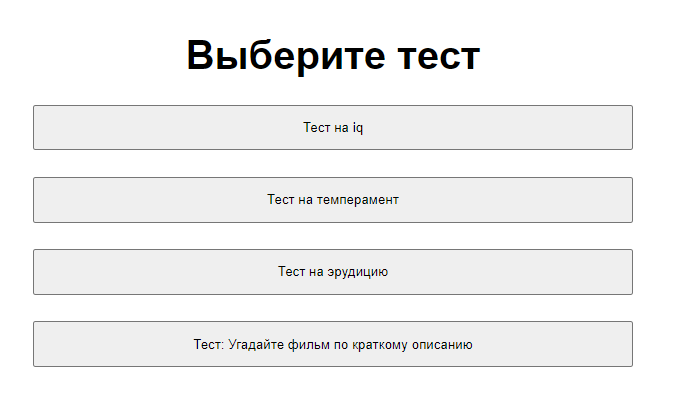 Выберите тест
Тест на iq
Тест на темперамент
Тест на эрудицию
Тест: Угадайте фильм по краткому описанию